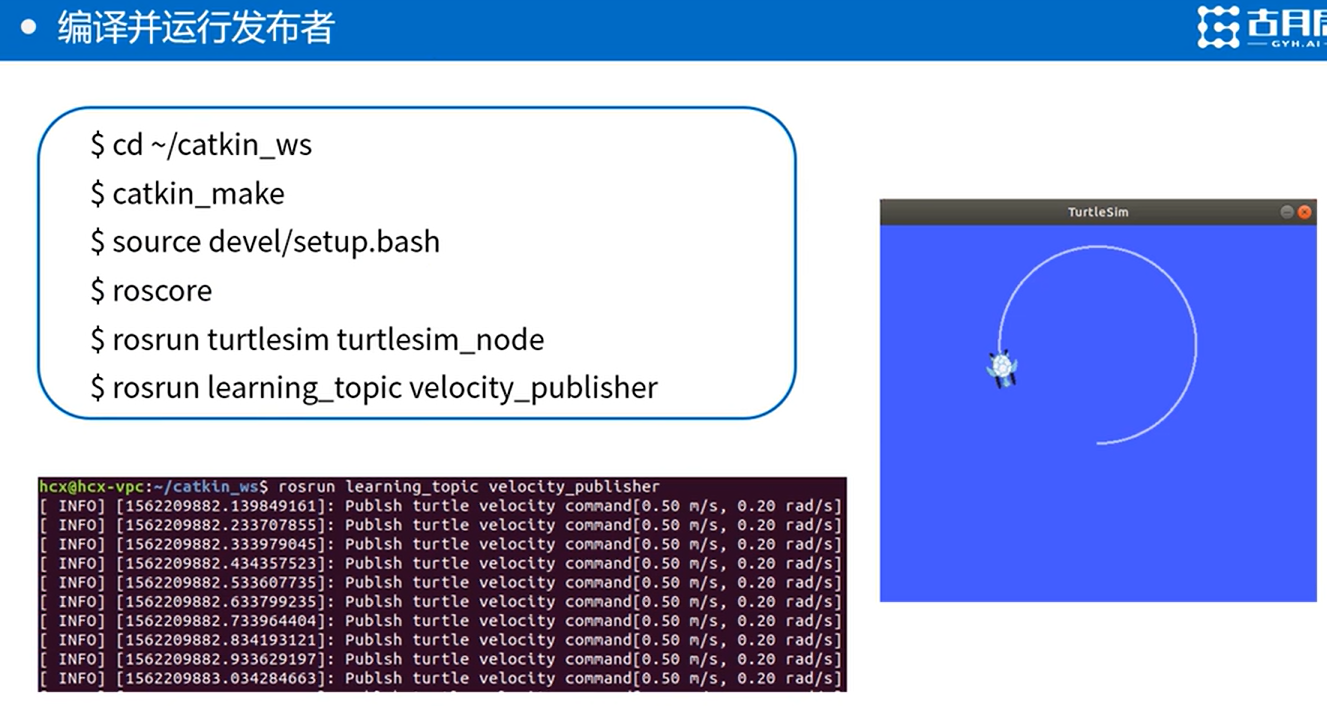 编译并运行发布者
古月
GYH.AI
$ cd ~/catkin_ws
$ catkin_make
$ source devel/setup.bash
$ roscore
$ rosrun turtlesim turtlesim_node
$ rosrun learning_topic velocity_publisher
TurtleSim
hcx@hcx-vpc:~/catkin_ws$ rosrun learning_topic velocity_publisher
[ INFO] [1562209882.139849161]: Publsh turtle velocity command[0.50 m/s, 0.20 rad/s]
[ INFO] [1562209882.233707855]: Publsh turtle velocity command[0.50 m/s, 0.20 rad/s]
[ INFO] [1562209882.333979045]: Publsh turtle velocity command[0.50 m/s, 0.20 rad/s]
[ INFO] [1562209882.434357523]: Publsh turtle velocity command[0.50 m/s, 0.20 rad/s]
[ INFO] [1562209882.533607735]: Publsh turtle velocity command[0.50 m/s, 0.20 rad/s]
[ INFO] [1562209882.633799235]: Publsh turtle velocity command[0.50 m/s, 0.20 rad/s]
[ INFO] [1562209882.733964404]: Publsh turtle velocity command[0.50 m/s, 0.20 rad/s]
[ INFO] [1562209882.834193121]: Publsh turtle velocity command[0.50 m/s, 0.20 rad/s]
[ INFO] [1562209882.933629197]: Publsh turtle velocity command[0.50 m/s, 0.20 rad/s]
[ INFO] [1562209883.034284663]: Publsh turtle velocity command[0.50 m/s, 0.20 rad/s]